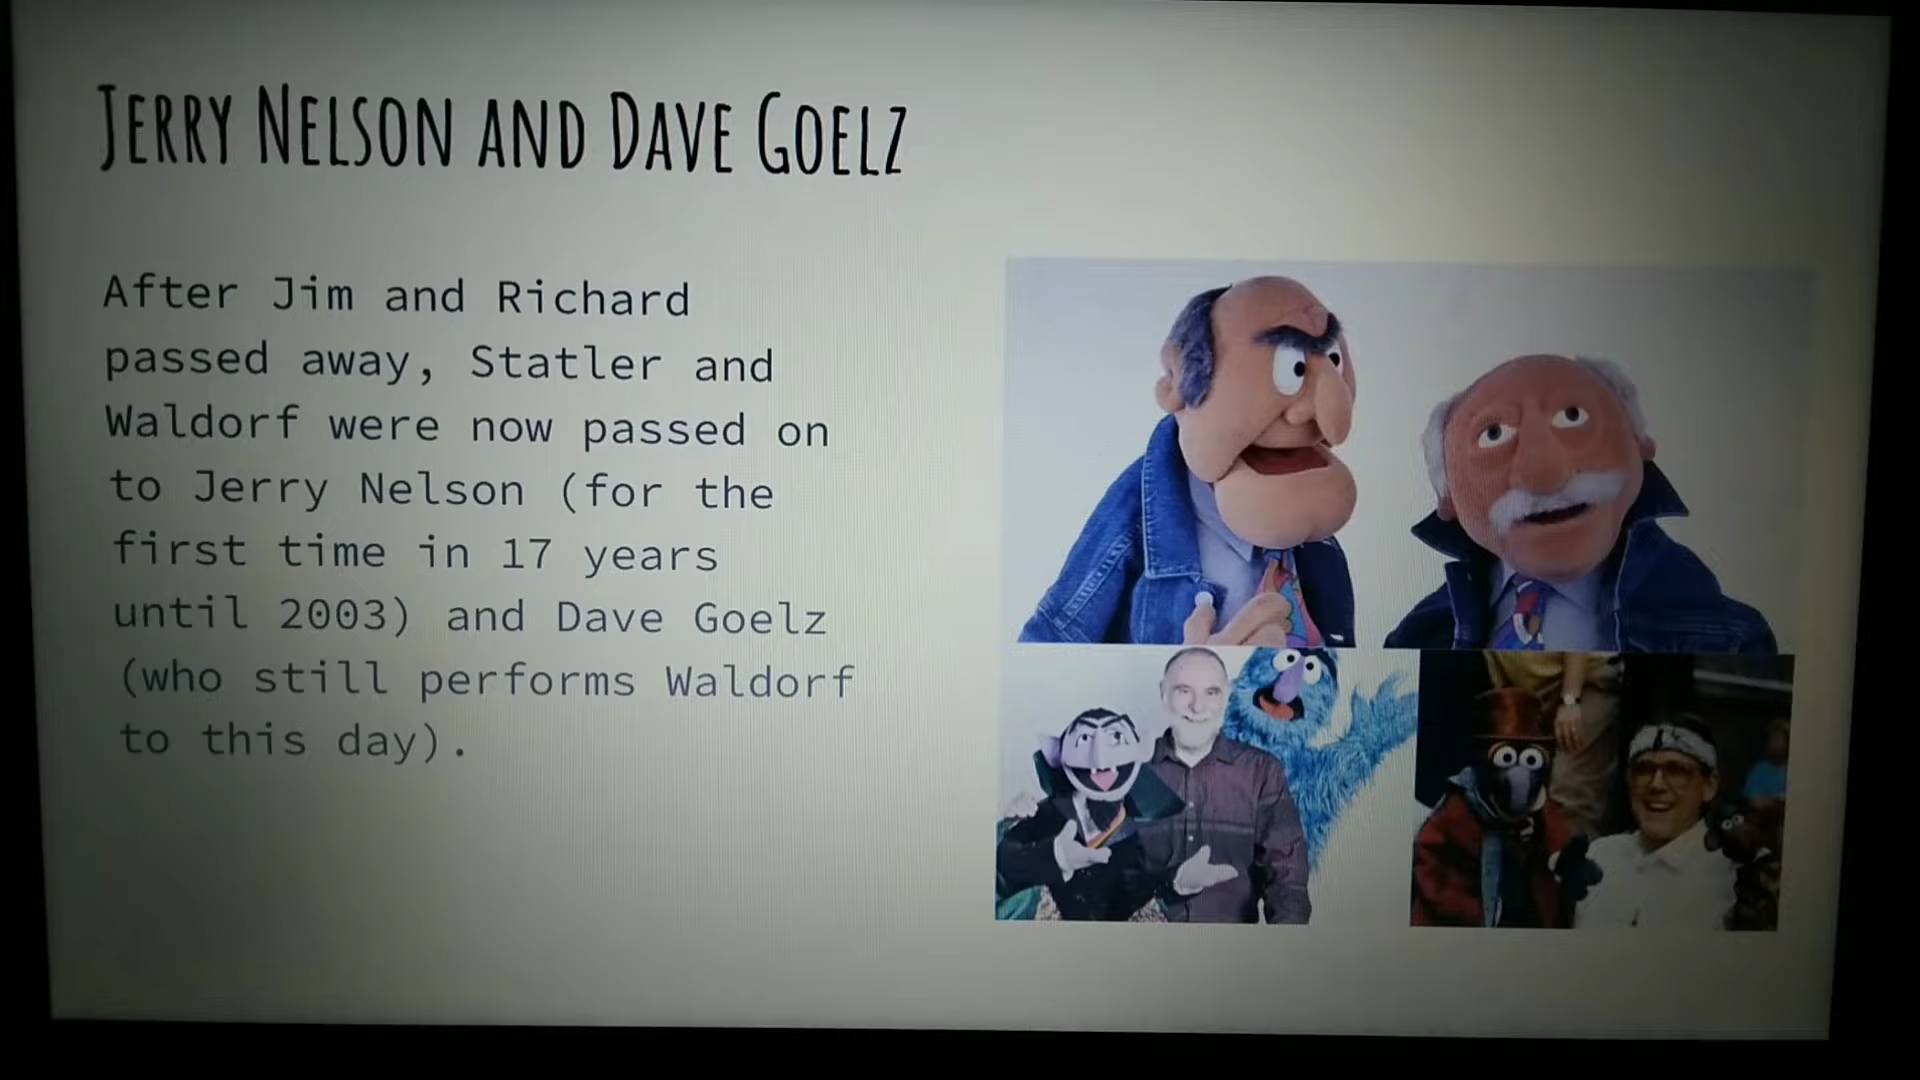 JERRY NELSON AND DAVE GOELZ
After Jim and Richard
passed away, Statler and
Waldorf were now passed on
to Jerry Nelson (for the
first time in 17 years
until 2003) and Dave Goelz
(who still performs Waldorf
to this day).